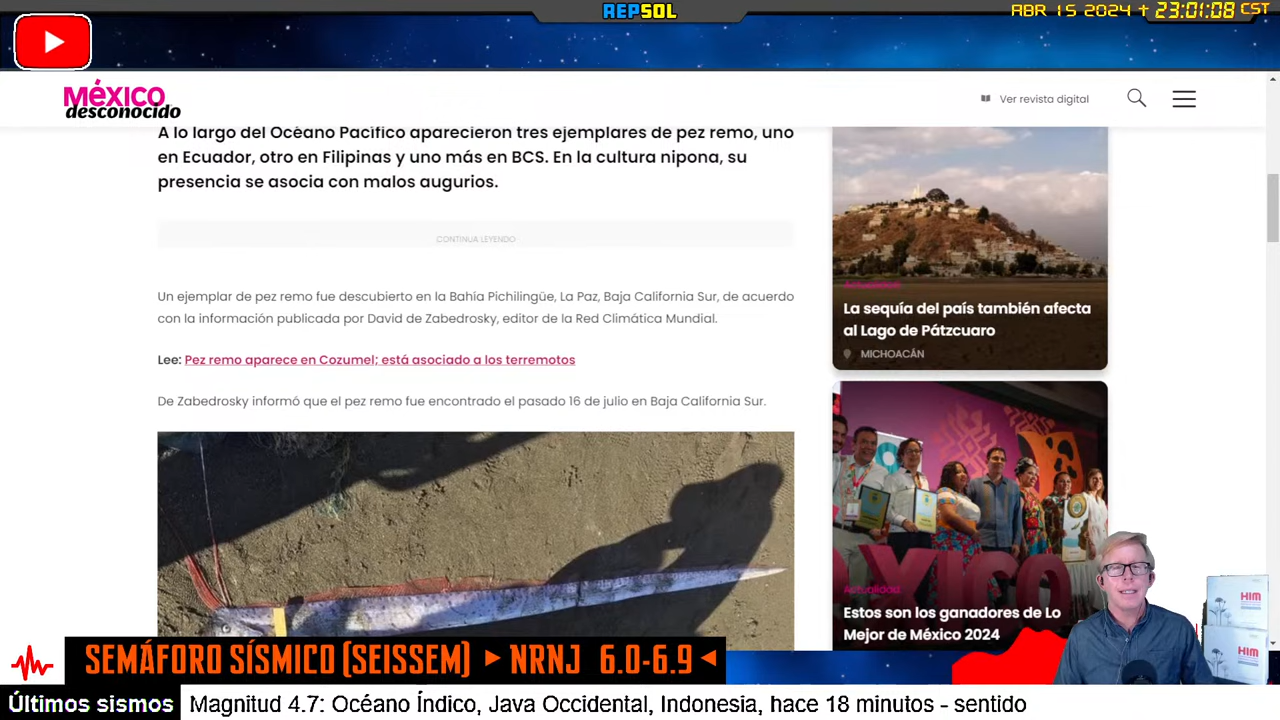 REPSOL
ABR 15 2024 ✝ 23:01:08 CST
México
desconocido
Ver revista digital
A lo largo del Océano Pacífico aparecieron tres ejemplares de pez remo, uno
en Ecuador, otro en Filipinas y uno más en BCS. En la cultura nipona, su
presencia se asocia con malos augurios.
CONTINUA LEYENDO
Un ejemplar de pez remo fue descubierto en la Bahía Pichilingüe, La Paz, Baja California Sur, de acuerdo
con la información publicada por David de Zabedrosky, editor de la Red Climática Mundial.
Lee: Pez remo aparece en Cozumel; está asociado a los terremotos
De Zabedrosky informó que el pez remo fue encontrado el pasado 16 de julio en Baja California Sur.
Actualidad
La sequía del país también afecta
al Lago de Pátzcuaro
MICHOACÁN
XICO
Actualidad
Estos son los ganadores de Lo
Mejor de México 2024
HIM
HIM
SEMÁFORO SÍSMICO (SEISSEM) ► NRNJ 6.0-6.9 ◄
Últimos sismos
Magnitud 4.7: Océano Índico, Java Occidental, Indonesia, hace 18 minutos - sentido